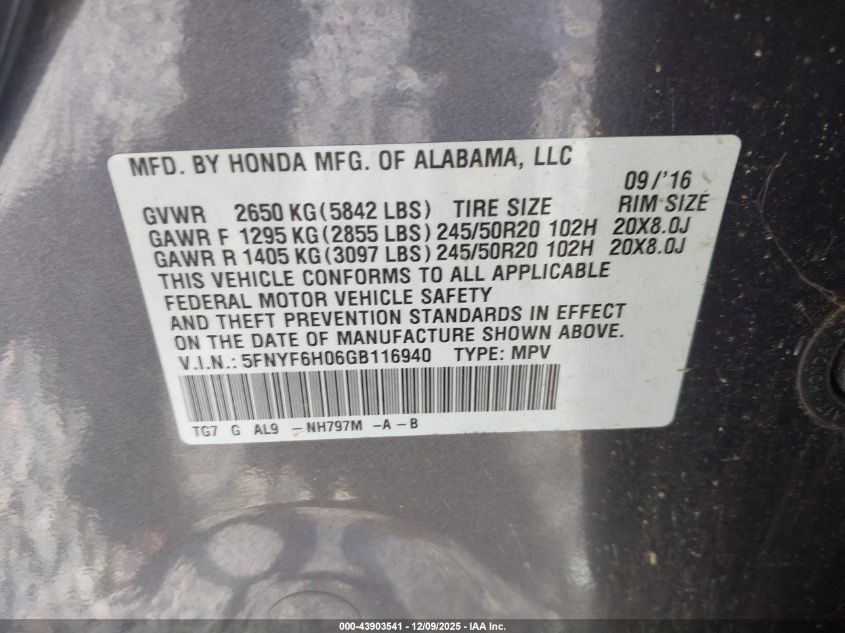 MFD. BY HONDA MFG. OF ALABAMA, LLC
09/'16
GVWR 2650 KG(5842 LBS) TIRE SIZE RIM SIZE
GAWR F 1295 KG(2855 LBS) 245/50R20 102H 20X8.0J
GAWR R 1405 KG(3097 LBS) 245/50R20 102H 20X8.0J
THIS VEHICLE CONFORMS TO ALL APPLICABLE
FEDERAL MOTOR VEHICLE SAFETY
AND THEFT PREVENTION STANDARDS IN EFFECT
ON THE DATE OF MANUFACTURE SHOWN ABOVE.
V.I.N.: 5FNYF6H06GB116940 TYPE: MPV
TG7 G AL9 -NH797M -A-B
000-43903541 - 12/09/2025 - IAA Inc.